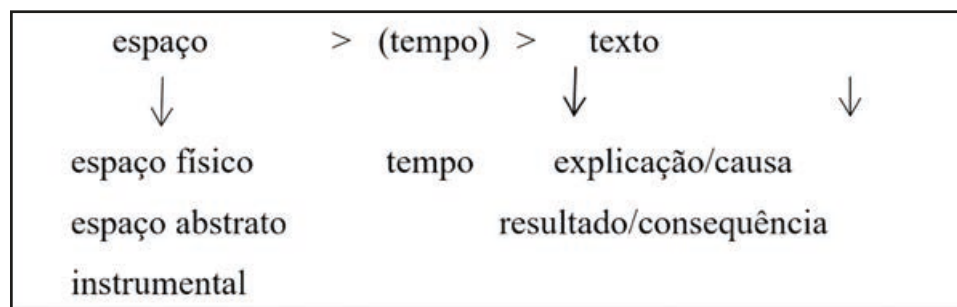 espaço > (tempo) > texto
↓ ↓ ↓
espaço físico tempo explicação/causa
espaço abstrato resultado/consequência
instrumental